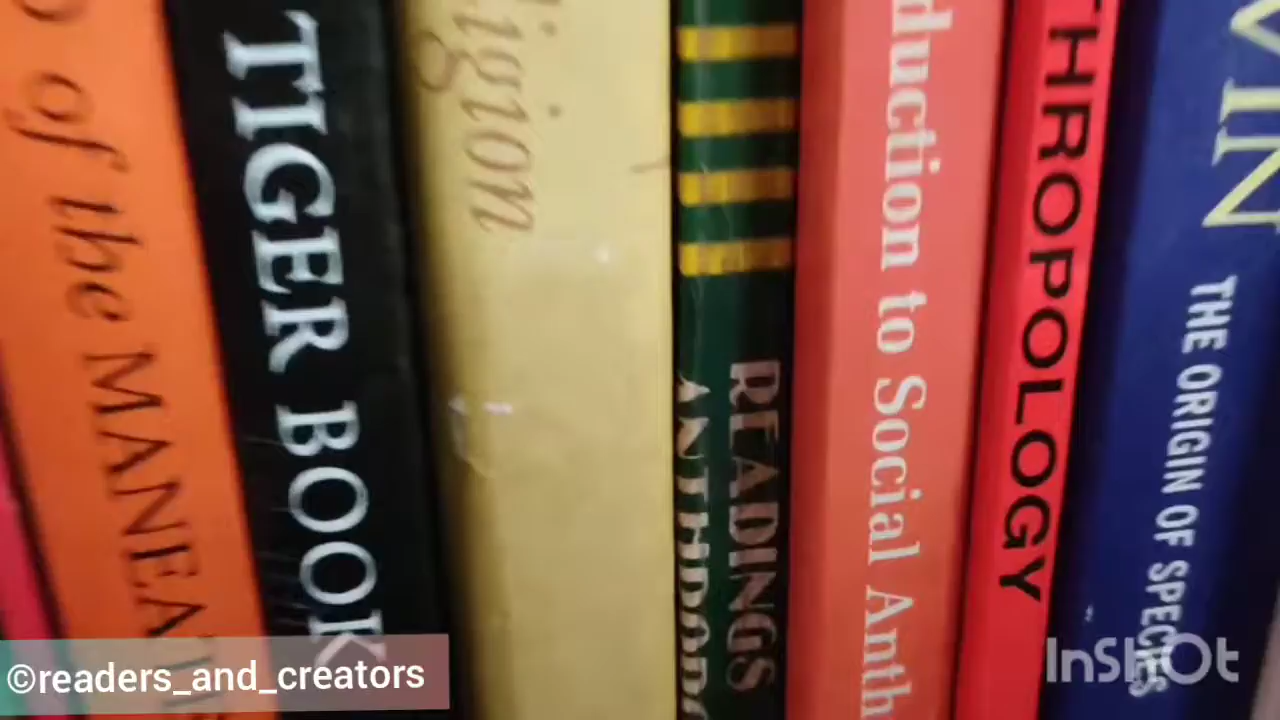 of the MANEAT
TIGER BOOK
igion
READINGS
ANTHROPO
duction to Social Anth
THROPOLOGY
VIN
THE ORIGIN OF SPECIES
©readers_and_creators
InShOt